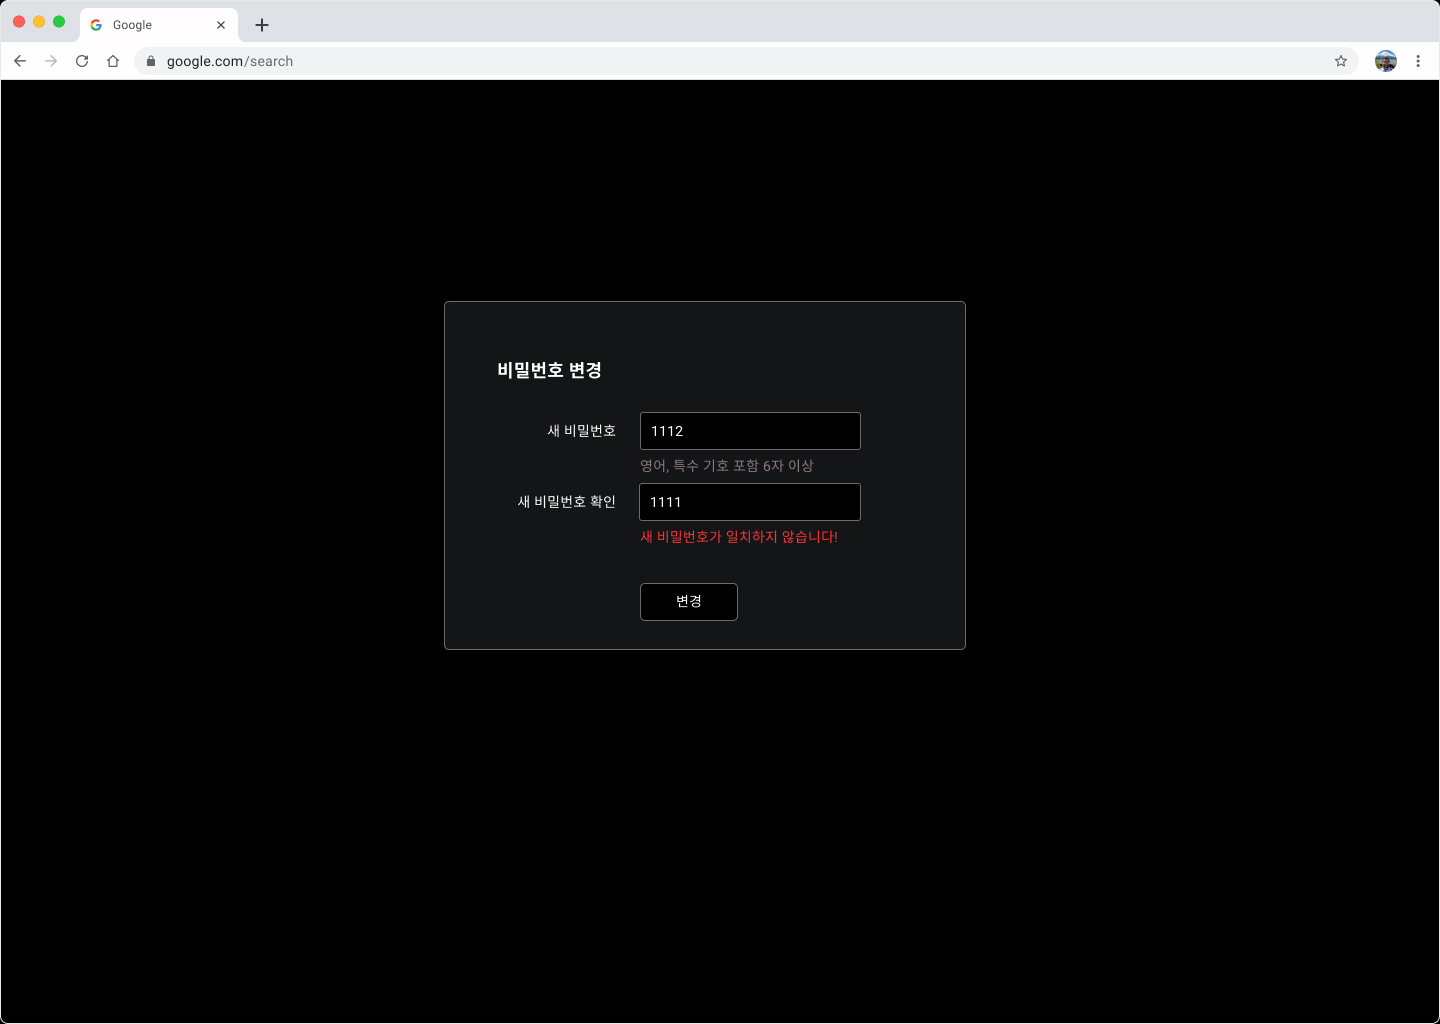 Google
google.com/search
비밀번호 변경
새 비밀번호
1112
영어, 특수 기호 포함 6자 이상
새 비밀번호 확인
1111
새 비밀번호가 일치하지 않습니다!
변경